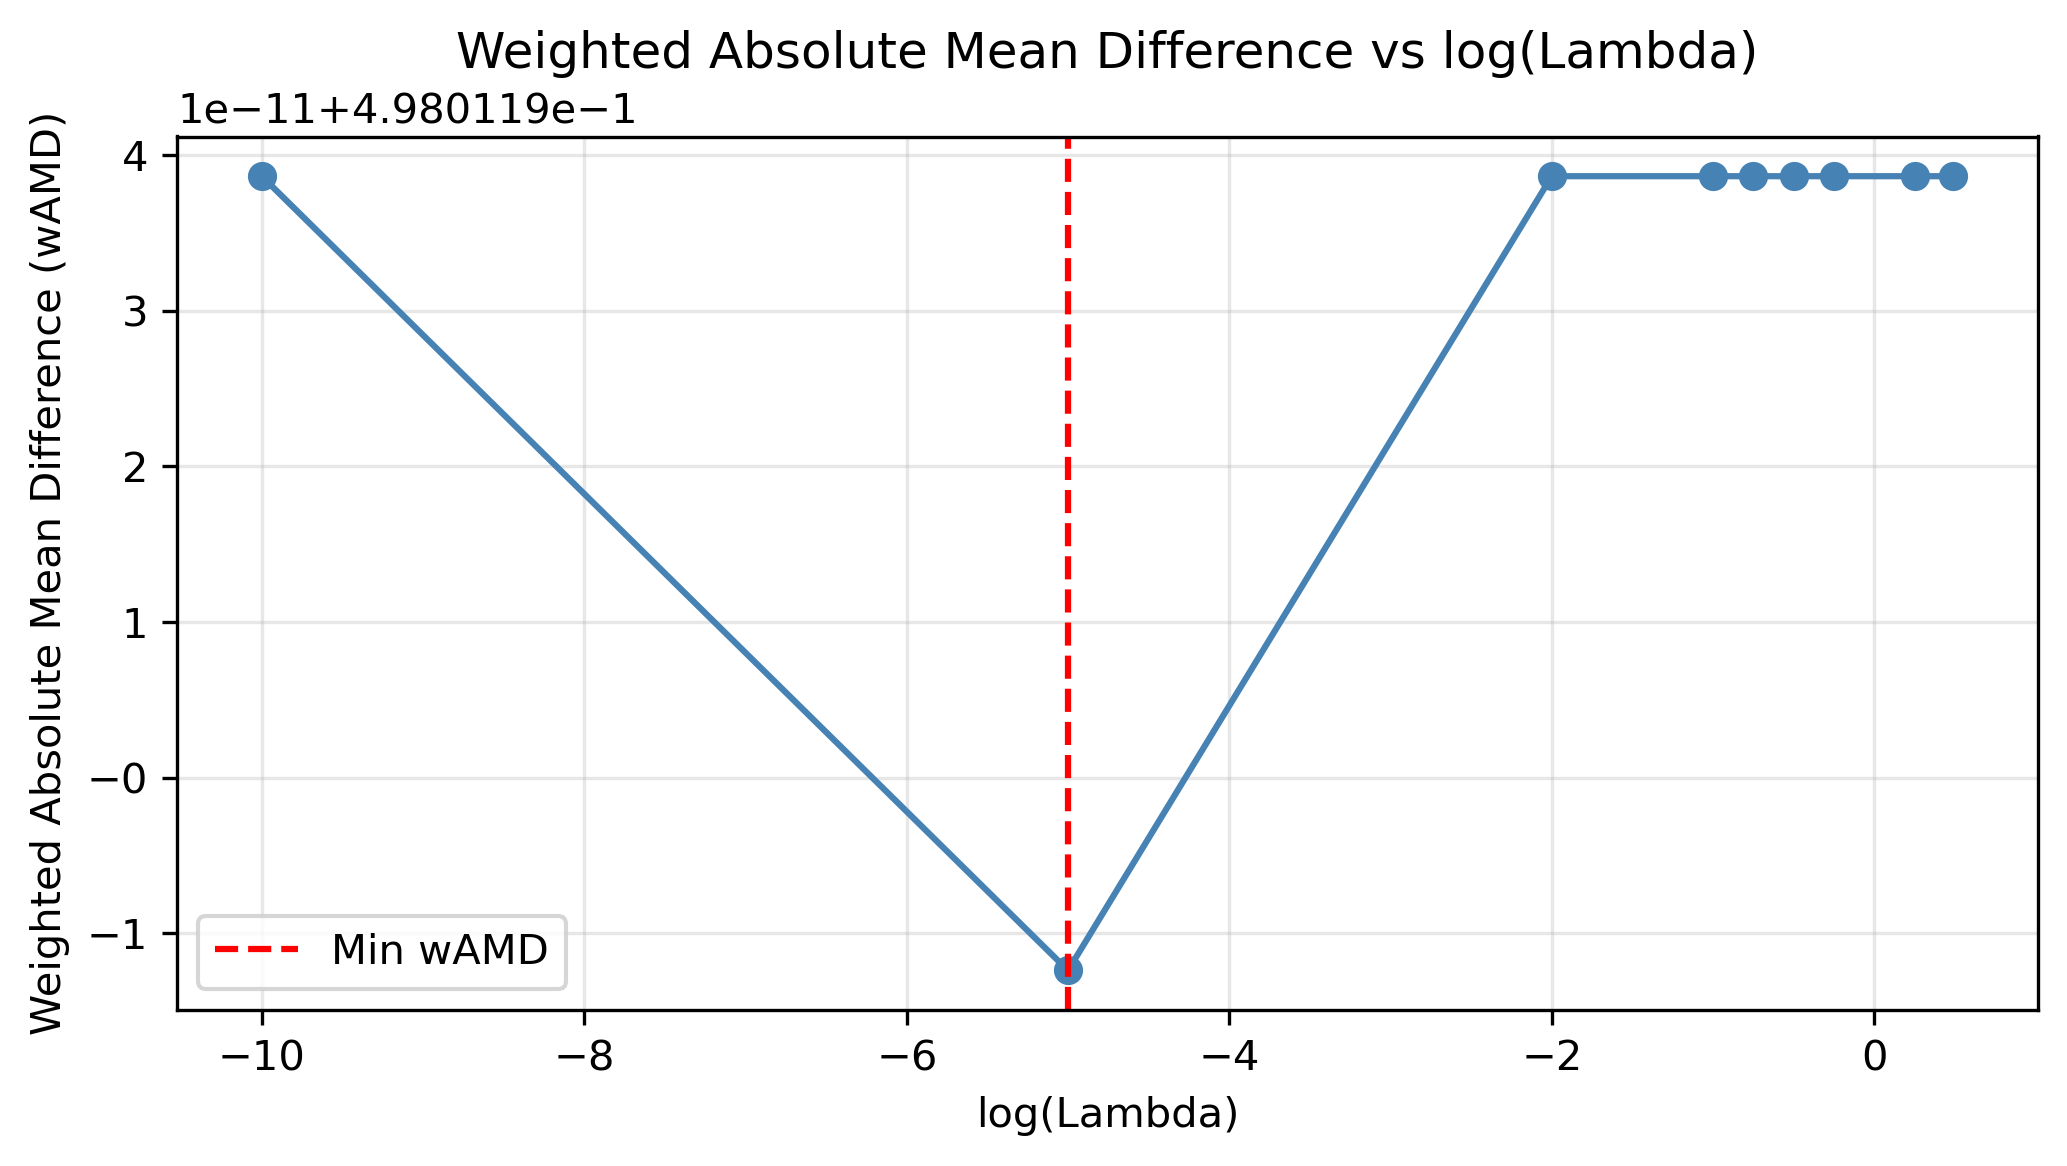 Weighted Absolute Mean Difference vs log(Lambda)
1e−11+4.980119e−1
Weighted Absolute Mean Difference (wAMD)
4
3
2
1
−0
−1
Min wAMD
−10 −8 −6 −4 −2 0
log(Lambda)